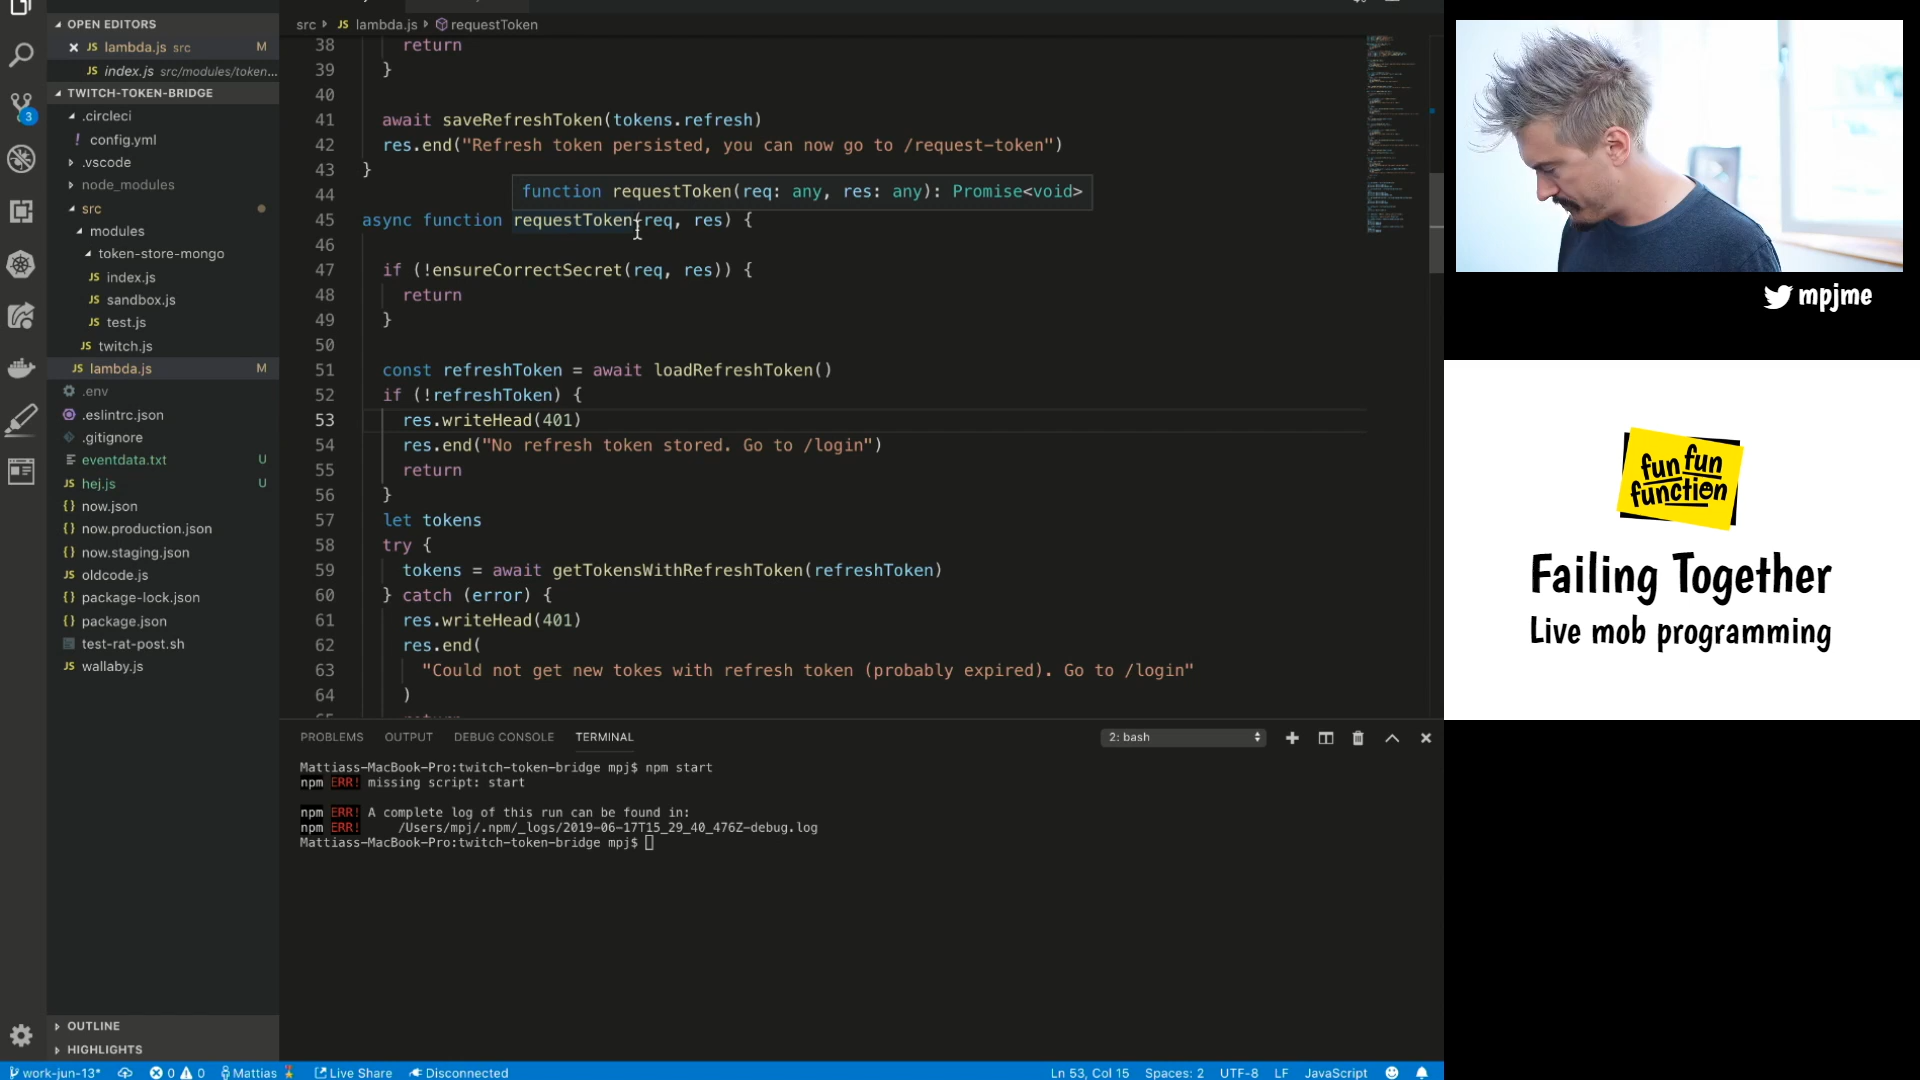 OPEN EDITORS
lambda.js src M
index.js src/modules/token...
TWITCH-TOKEN-BRIDGE
.circleci
config.yml
.vscode
node_modules
src
modules
token-store-mongo
index.js
sandbox.js
test.js
twitch.js
lambda.js M
.env
.eslintrc.json
.gitignore
eventdata.txt U
hej.js U
now.json
now.production.json
now.staging.json
oldcode.js
package-lock.json
package.json
test-rat-post.sh
wallaby.js
OUTLINE
HIGHLIGHTS
src lambda.js requestToken
38 return
39 }
40
41 await saveRefreshToken(tokens.refresh)
42 res.end("Refresh token persisted, you can now go to /request-token")
43 }
44
function requestToken(req: any, res: any): Promise<void>
45 async function requestToken(req, res) {
46
47 if (!ensureCorrectSecret(req, res)) {
48 return
49 }
50
51 const refreshToken = await loadRefreshToken()
52 if (!refreshToken) {
53 res.writeHead(401)
54 res.end("No refresh token stored. Go to /login")
55 return
56 }
57 let tokens
58 try {
59 tokens = await getTokensWithRefreshToken(refreshToken)
60 } catch (error) {
61 res.writeHead(401)
62 res.end(
63 "Could not get new tokes with refresh token (probably expired). Go to /login"
64 )
PROBLEMS OUTPUT DEBUG CONSOLE TERMINAL 2: bash
Mattiass-MacBook-Pro:twitch-token-bridge mpj$ npm start
npm ERR! missing script: start
npm ERR! A complete log of this run can be found in:
npm ERR! /Users/mpj/.npm/_logs/2019-06-17T15_29_40_476Z-debug.log
Mattiass-MacBook-Pro:twitch-token-bridge mpj$
work-jun-13* 0 0 Mattias Live Share Disconnected Ln 53, Col 15 Spaces: 2 UTF-8 LF JavaScript
3
mpjme
fun fun
function
Failing Together
Live mob programming